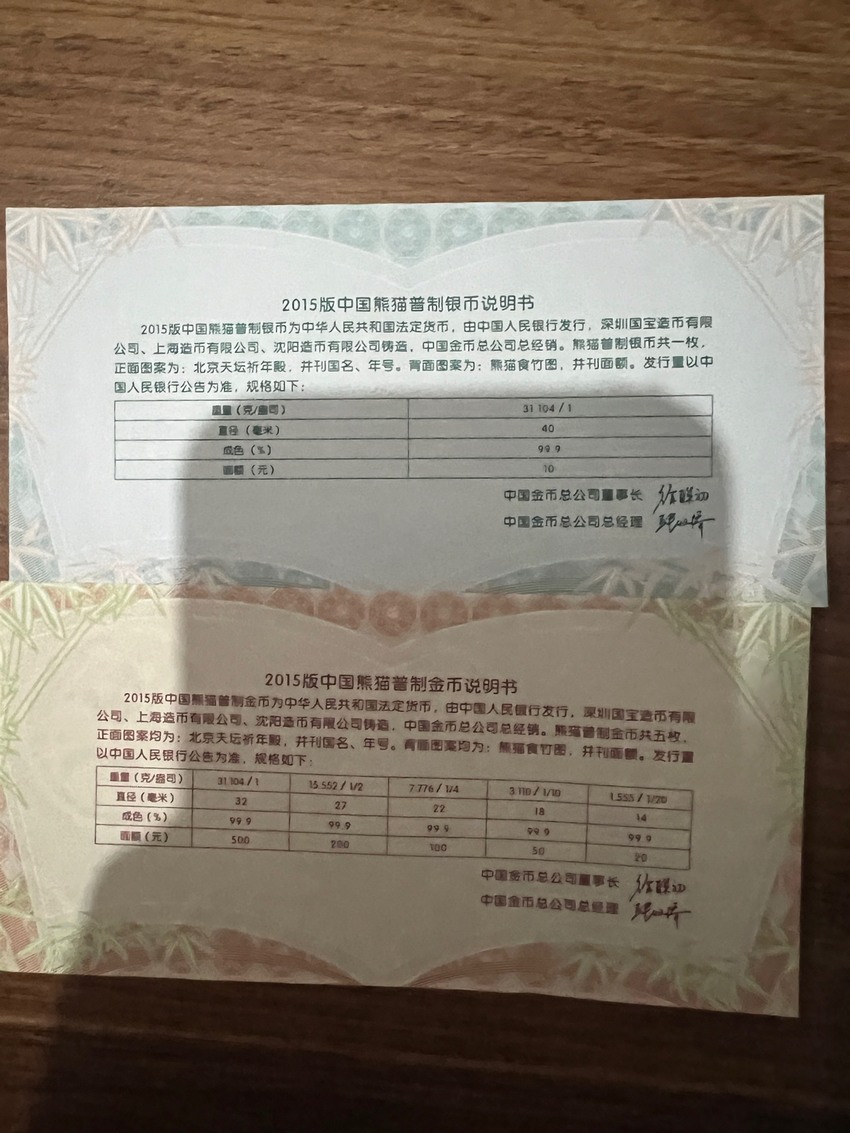 2015版中国熊猫普制银币说明书
2015版中国熊猫普制银币为中华人民共和国法定货币，由中国人民银行发行，深圳国宝造币有限
公司、上海造币有限公司、沈阳造币有限公司铸造，中国金币总公司总经销。熊猫普制银币共一枚，
正面图案为：北京天坛祈年殿，并刊国名、年号。背面图案为：熊猫食竹图，并刊面额。发行量以中
国人民银行公告为准，规格如下：
重量（克/盎司） 31.104 / 1
直径（毫米） 40
成色（%） 99.9
面额（元） 10
中国金币总公司董事长
中国金币总公司总经理
2015版中国熊猫普制金币说明书
2015版中国熊猫普制金币为中华人民共和国法定货币，由中国人民银行发行，深圳国宝造币有限
公司、上海造币有限公司、沈阳造币有限公司铸造，中国金币总公司总经销。熊猫普制金币共五枚，
正面图案均为：北京天坛祈年殿，并刊国名、年号。背面图案均为：熊猫食竹图，并刊面额。发行量
以中国人民银行公告为准，规格如下：
重量（克/盎司） 31.104 / 1 15.552 / 1/2 7.776 / 1/4 3.110 / 1/10 1.555 / 1/20
直径（毫米） 32 27 22 18 14
成色（%） 99.9 99.9 99.9 99.9 99.9
面额（元） 500 200 100 50 20
中国金币总公司董事长
中国金币总公司总经理